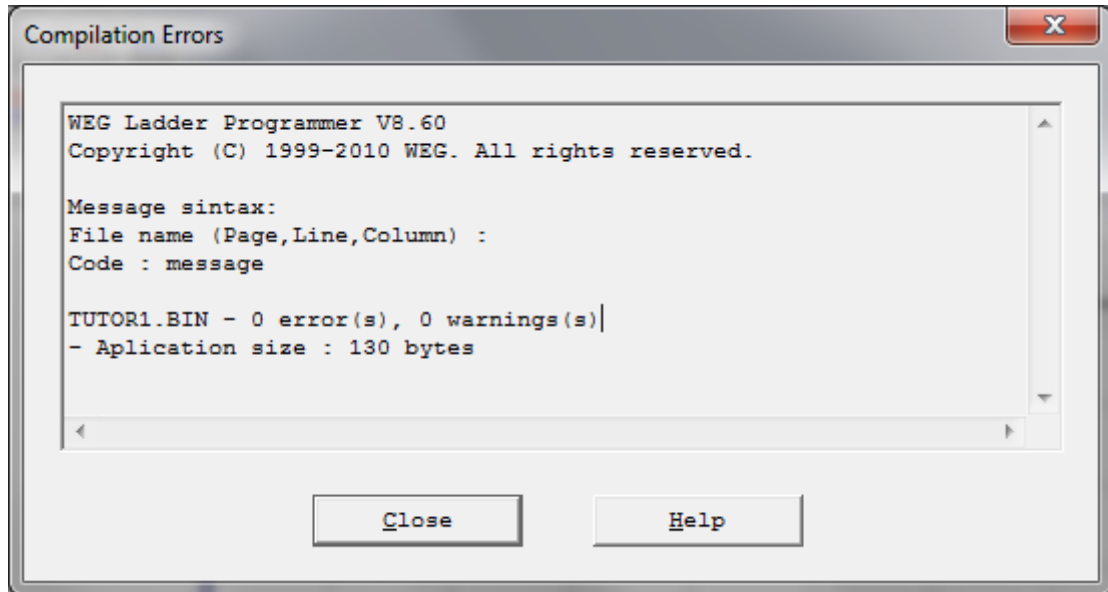 Compilation Errors
WEG Ladder Programmer V8.60
Copyright (C) 1999-2010 WEG. All rights reserved.
Message sintax:
File name (Page,Line,Column) :
Code : message
TUTOR1.BIN - 0 error(s), 0 warnings(s)
- Aplication size : 130 bytes
Close
Help